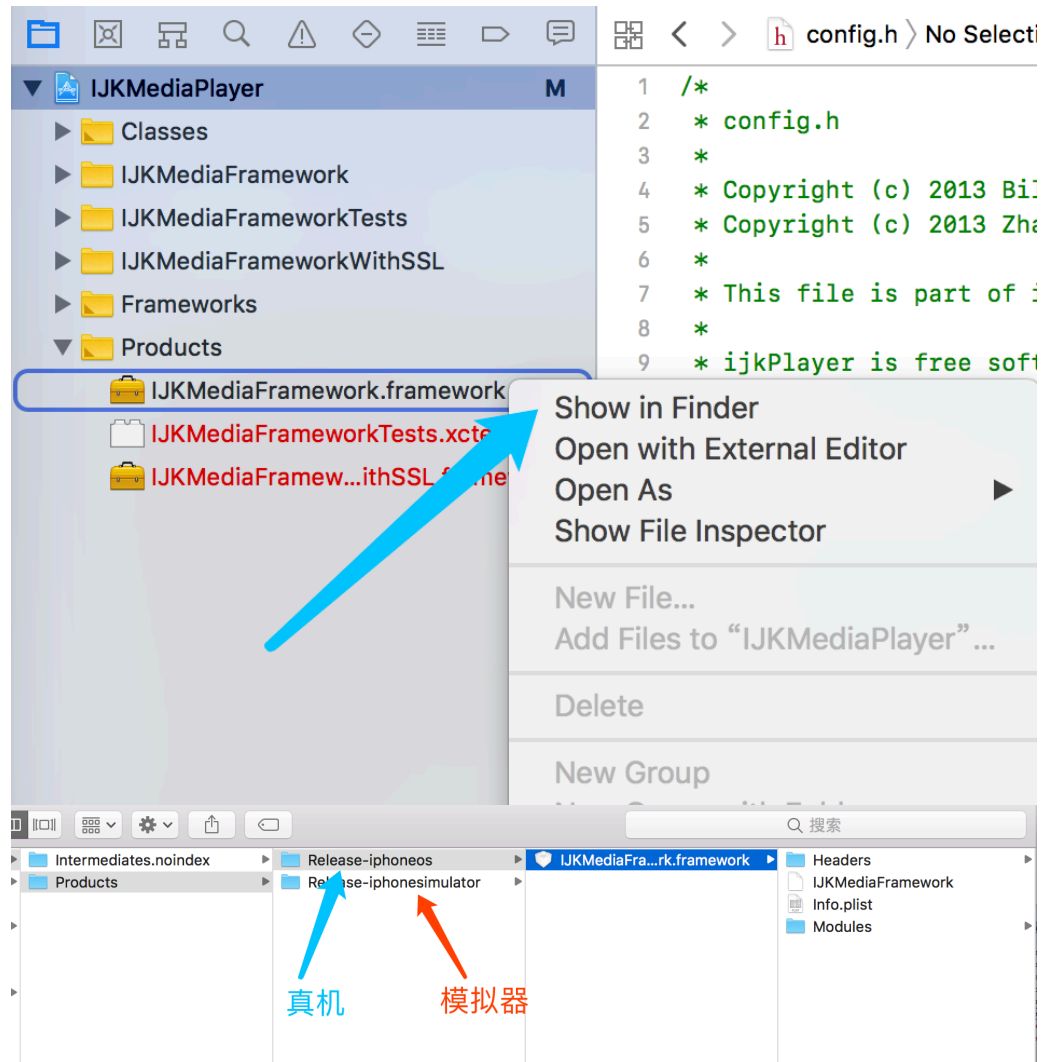 config.h
No Selecti
IJKMediaPlayer
M
Classes
IJKMediaFramework
IJKMediaFrameworkTests
IJKMediaFrameworkWithSSL
Frameworks
Products
IJKMediaFramework.framework
IJKMediaFrameworkTests.xcte
IJKMediaFramew...ithSSL.frame
1 /*
2 * config.h
3 *
4 * Copyright (c) 2013 Bil
5 * Copyright (c) 2013 Zha
6 *
7 * This file is part of i
8 *
9 * ijkPlayer is free soft
Show in Finder
Open with External Editor
Open As
Show File Inspector
New File...
Add Files to “IJKMediaPlayer”...
Delete
New Group
搜索
Intermediates.noindex
Products
Release-iphoneos
Release-iphonesimulator
IJKMediaFra...rk.framework
Headers
IJKMediaFramework
Info.plist
Modules
真机
模拟器